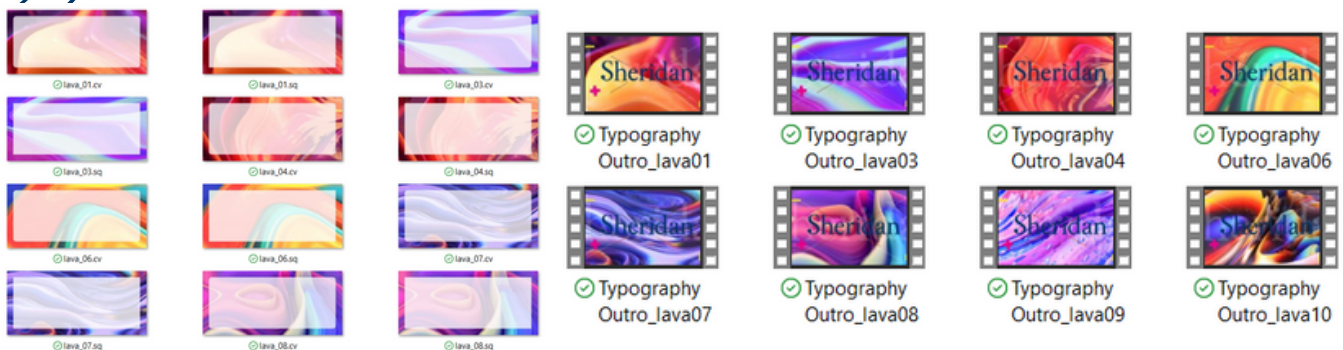 lava_01.cv
lava_01.sq
lava_03.cv
lava_03.sq
lava_04.cv
lava_04.sq
lava_06.cv
lava_06.sq
lava_07.cv
lava_07.sq
lava_08.cv
lava_08.sq
Sheridan
Sheridan
Sheridan
Sheridan
Typography
Outro_lava01
Typography
Outro_lava03
Typography
Outro_lava04
Typography
Outro_lava06
Sheridan
Sheridan
Sheridan
Sheridan
Typography
Outro_lava07
Typography
Outro_lava08
Typography
Outro_lava09
Typography
Outro_lava10